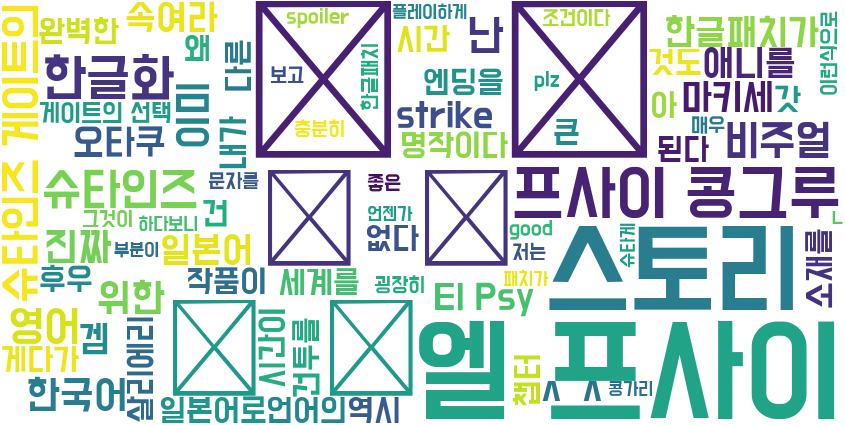 spoiler
플레이하게
조건이다
완벽한
속여라
왜
다른
보고
한글패치
시간
난
한글패치가
이런식으로
한글화
이미
엔딩을
plz
것도
애니를
게이트의 선택
충분히
strike
큰
아
마키세
갓
오타쿠
내가
명작이다
된다
매우
비주얼
슈타인즈 게이트의
슈타인즈
문자를
좋은
프사이 콩그루
그것이
하다보니
건
언젠가
없다
good
ㄴ
진짜
부분이
일본어
저는
슈타게
스토리
소재를
후우
작품이
세계를
굉장히
패치가
위한
El Psy
영어
겜
게다가
살리에리
시간이
건투를
엘 프사이
챕터
ㅅ ㅅ
콩가리
한국어
일본어로
언어의
역시